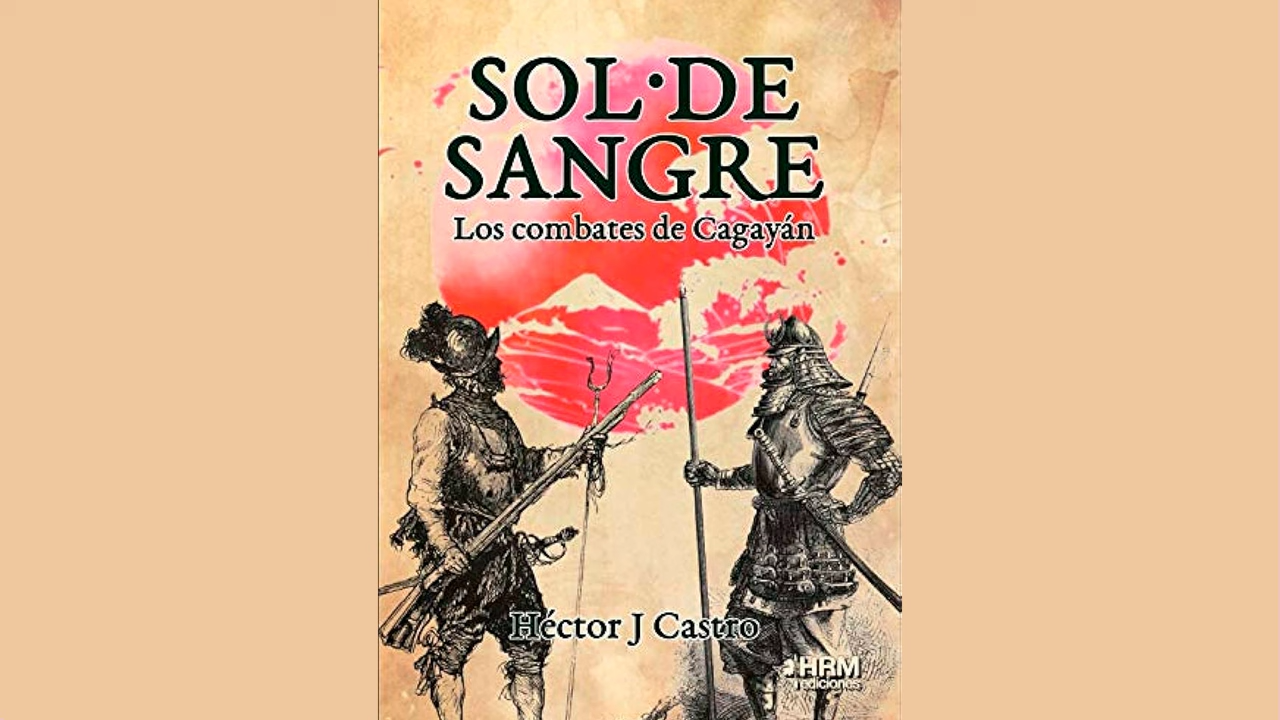 SOL·DE
SANGRE
Los combates de Cagayán
Héctor J Castro
HRM
ediciones